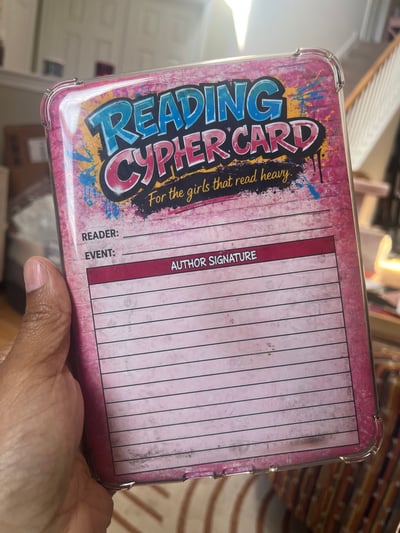 READING
CYPHER CARD
For the girls that read heavy.
READER:
EVENT:
AUTHOR SIGNATURE